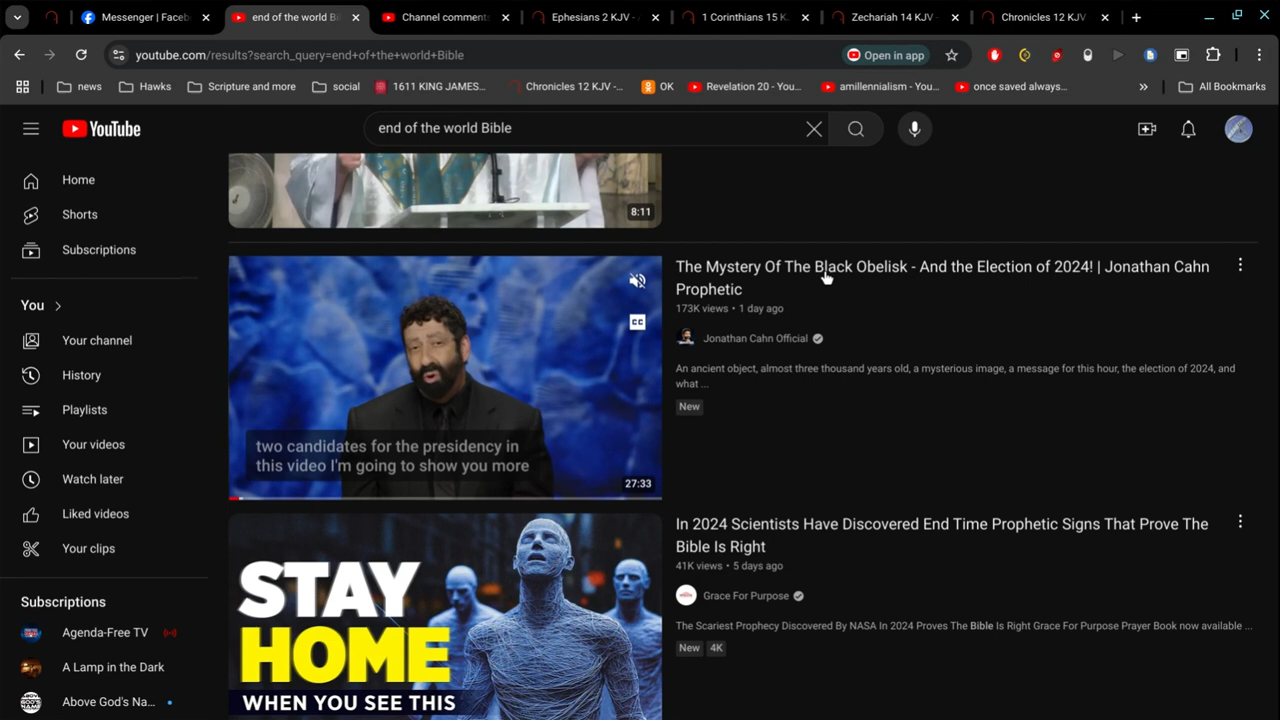 Messenger | Faceb
end of the world Bi
Channel comment
Ephesians 2 KJV -
1 Corinthians 15 K
Zechariah 14 KJV
Chronicles 12 KJV
youtube.com/results?search_query=end+of+the+world+Bible
Open in app
news
Hawks
Scripture and more
social
1611 KING JAMES...
Chronicles 12 KJV -...
OK
Revelation 20 - You...
amillennialism - You...
once saved always...
»
All Bookmarks
YouTube
end of the world Bible
Home
Shorts
Subscriptions
You
Your channel
History
Playlists
Your videos
Watch later
Liked videos
Your clips
Subscriptions
Agenda-Free TV
A Lamp in the Dark
Above God's Na...
8:11
CC
two candidates for the presidency in
this video I'm going to show you more
27:33
The Mystery Of The Black Obelisk - And the Election of 2024! | Jonathan Cahn
Prophetic
173K views • 1 day ago
Jonathan Cahn Official
An ancient object, almost three thousand years old, a mysterious image, a message for this hour, the election of 2024, and
what ...
New
STAY
HOME
WHEN YOU SEE THIS
In 2024 Scientists Have Discovered End Time Prophetic Signs That Prove The
Bible Is Right
41K views • 5 days ago
Grace For Purpose
The Scariest Prophecy Discovered By NASA In 2024 Proves The Bible Is Right Grace For Purpose Prayer Book now available ...
New
4K